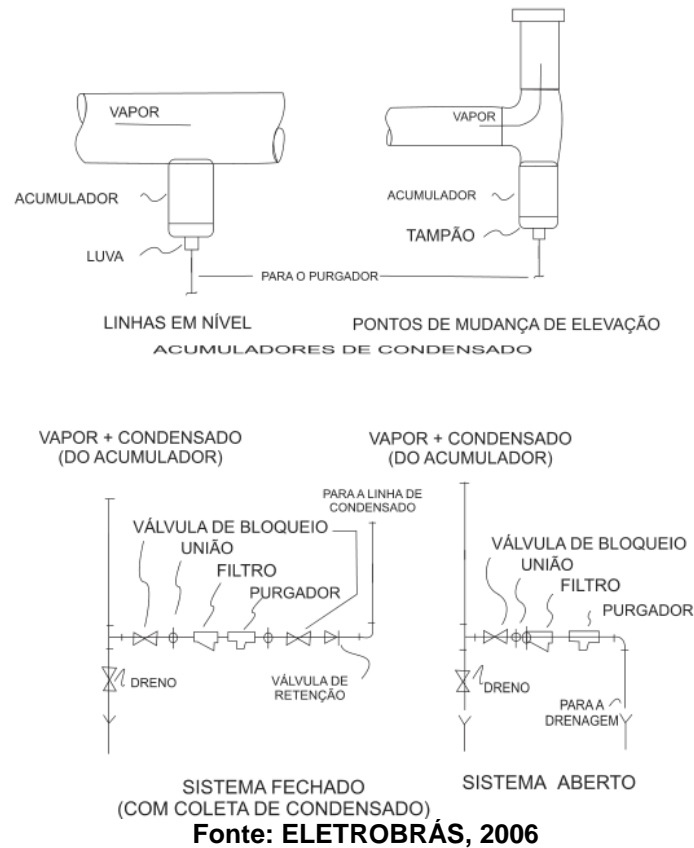 VAPOR
ACUMULADOR
LUVA
VAPOR
ACUMULADOR
TAMPÃO
PARA O PURGADOR
LINHAS EM NÍVEL
PONTOS DE MUDANÇA DE ELEVAÇÃO
ACUMULADORES DE CONDENSADO
VAPOR + CONDENSADO
(DO ACUMULADOR)
PARA A LINHA DE
CONDENSADO
VÁLVULA DE BLOQUEIO
UNIÃO
FILTRO
PURGADOR
DRENO
VÁLVULA DE
RETENÇÃO
SISTEMA FECHADO
(COM COLETA DE CONDENSADO)
VAPOR + CONDENSADO
(DO ACUMULADOR)
VÁLVULA DE BLOQUEIO
UNIÃO
FILTRO
PURGADOR
DRENO
PARA A
DRENAGEM
SISTEMA ABERTO
Fonte: ELETROBRÁS, 2006